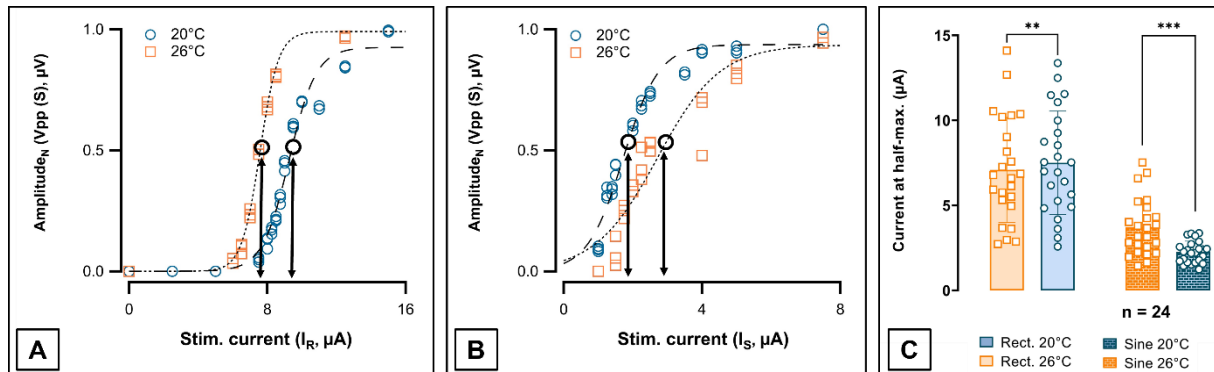 1.0
0.5
0.0
Amplitude_N (Vpp (S), µV)
20°C
26°C
0
8
16
Stim. current (I_R, µA)
A
1.0
0.5
0.0
Amplitude_N (Vpp (S), µV)
20°C
26°C
0
4
8
Stim. current (I_S, µA)
B
15
10
5
0
Current at half-max. (µA)
**
***
n = 24
C
Rect. 20°C
Sine 20°C
Rect. 26°C
Sine 26°C